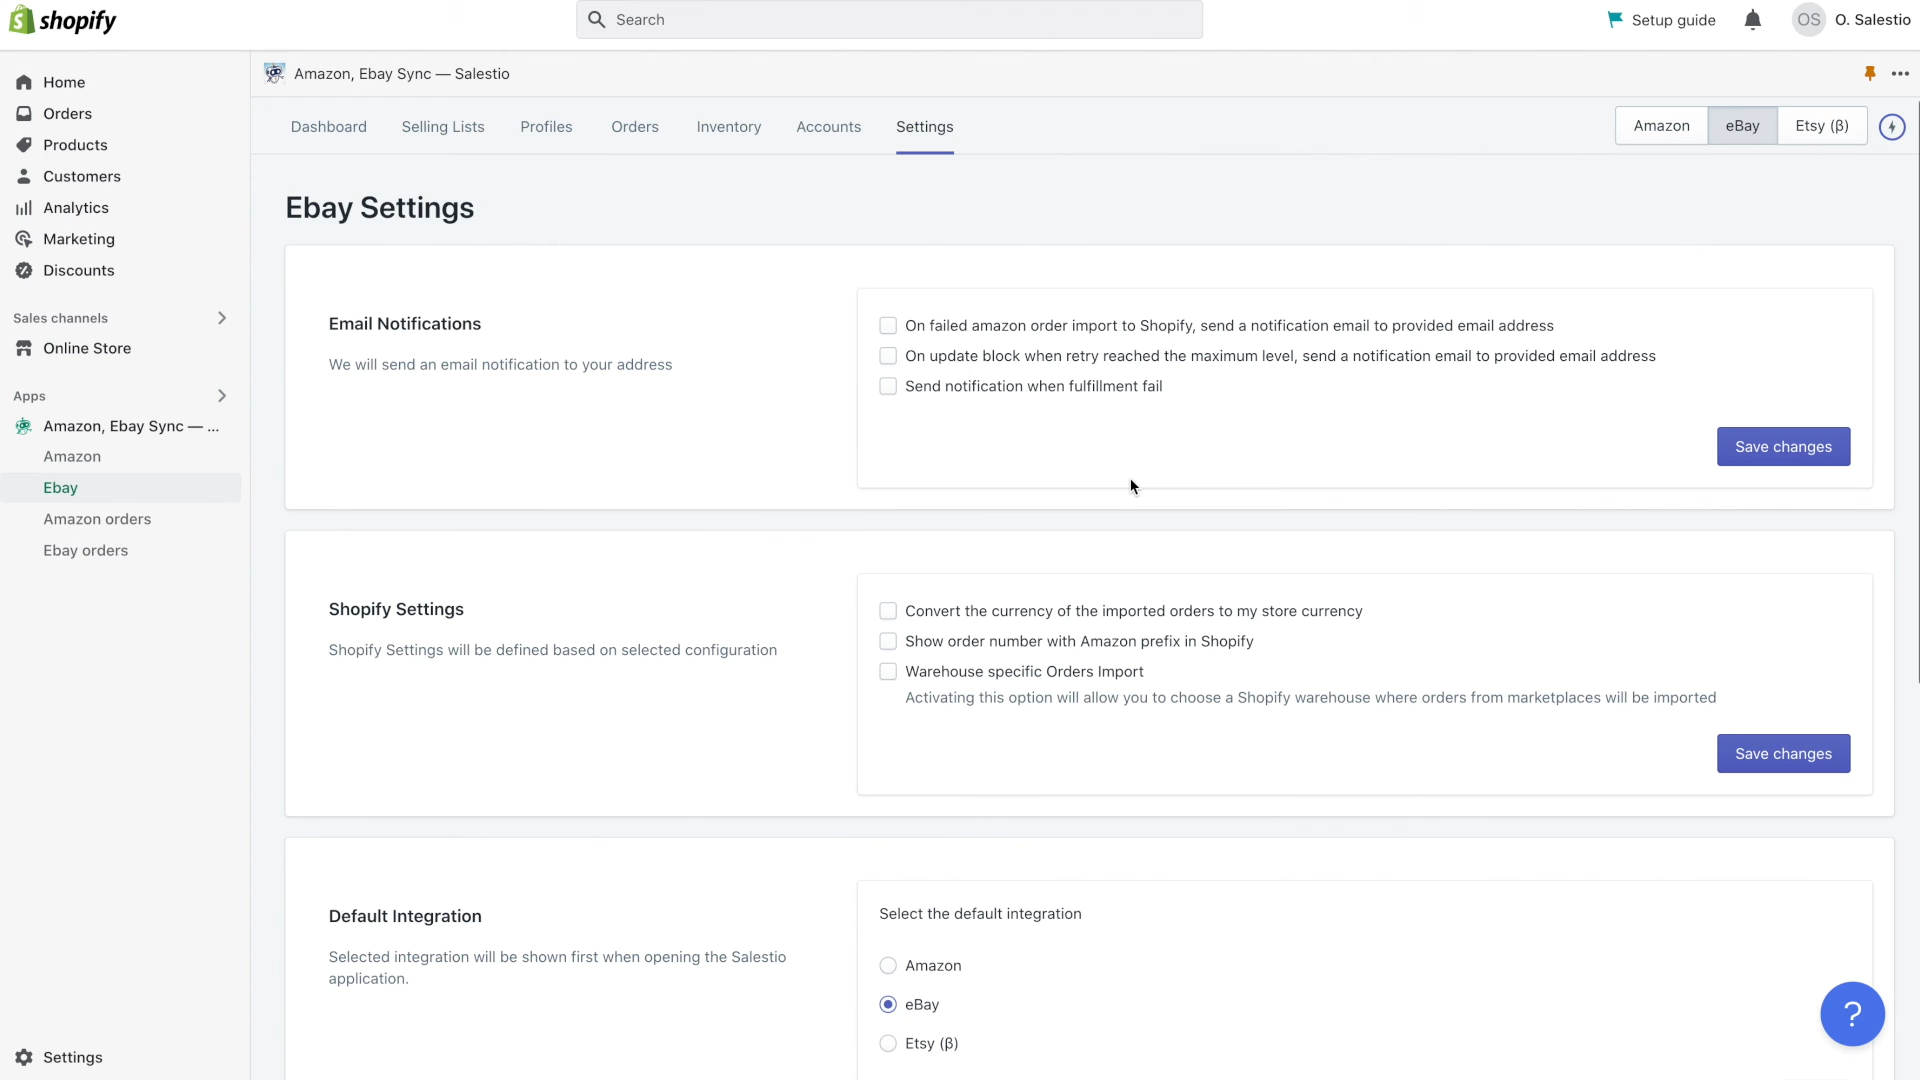 shopify
Search
Setup guide
OS
O. Salestio
Home
Orders
Products
Customers
Analytics
Marketing
Discounts
Sales channels
Online Store
Apps
Amazon, Ebay Sync — ...
Amazon
Ebay
Amazon orders
Ebay orders
Settings
Amazon, Ebay Sync — Salestio
Dashboard
Selling Lists
Profiles
Orders
Inventory
Accounts
Settings
Amazon
eBay
Etsy (β)
Ebay Settings
Email Notifications
We will send an email notification to your address
On failed amazon order import to Shopify, send a notification email to provided email address
On update block when retry reached the maximum level, send a notification email to provided email address
Send notification when fulfillment fail
Save changes
Shopify Settings
Shopify Settings will be defined based on selected configuration
Convert the currency of the imported orders to my store currency
Show order number with Amazon prefix in Shopify
Warehouse specific Orders Import
Activating this option will allow you to choose a Shopify warehouse where orders from marketplaces will be imported
Save changes
Default Integration
Selected integration will be shown first when opening the Salestio
application.
Select the default integration
Amazon
eBay
Etsy (β)
?